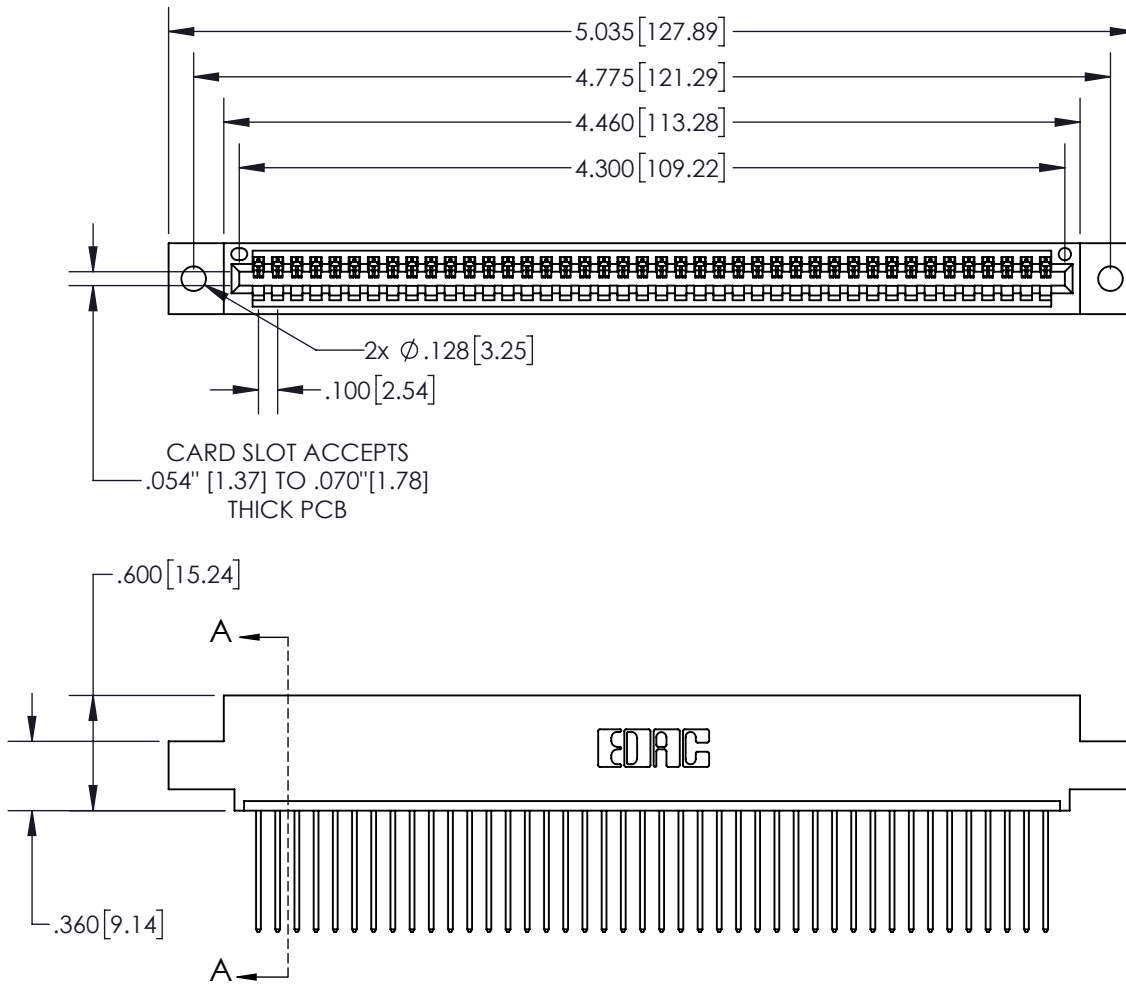 5.035[127.89]
4.775[121.29]
4.460[113.28]
4.300[109.22]
2x ∅.128[3.25]
.100[2.54]
CARD SLOT ACCEPTS
.054" [1.37] TO .070"[1.78]
THICK PCB
.600[15.24]
A
EDAC
.360[9.14]
A